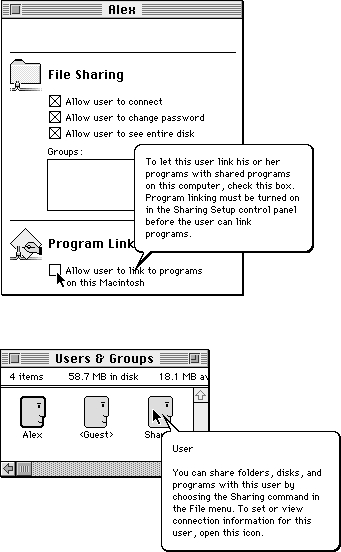 Alex
File Sharing
Allow user to connect
Allow user to change password
Allow user to see entire disk
Groups:
To let this user link his or her
programs with shared programs
on this computer, check this box.
Program linking must be turned on
in the Sharing Setup control panel
before the user can link
programs.
Program Link
Allow user to link to programs
on this Macintosh
Users & Groups
4 items 58.7 MB in disk 18.1 MB av
Alex <Guest> Shar
User
You can share folders, disks, and
programs with this user by
choosing the Sharing command in
the File menu. To set or view
connection information for this
user, open this icon.